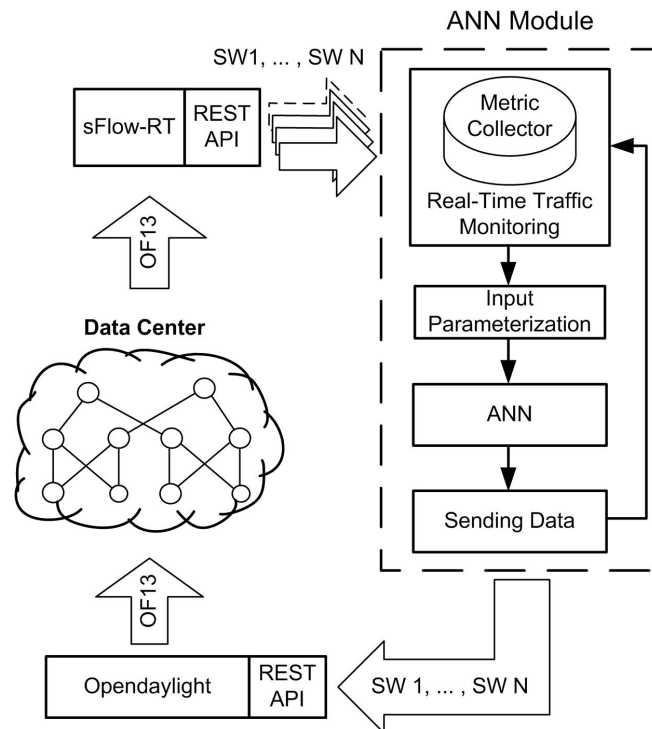 ANN Module
SW1, ... , SW N
sFlow-RT
REST
API
Metric
Collector
Real-Time Traffic
Monitoring
OF13
Input
Parameterization
Data Center
ANN
Sending Data
OF13
Opendaylight
REST
API
SW 1, ... , SW N